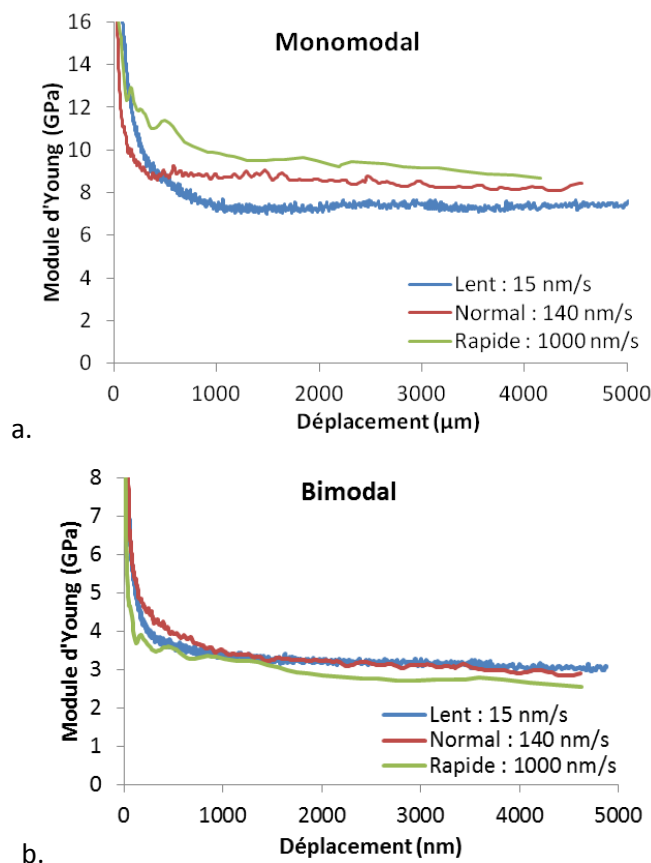 Monomodal
Module d'Young (GPa)
16
14
12
10
8
6
4
2
0
Lent : 15 nm/s
Normal : 140 nm/s
Rapide : 1000 nm/s
0 1000 2000 3000 4000 5000
Déplacement (µm)
a.
Bimodal
Module d'Young (GPa)
8
7
6
5
4
3
2
1
0
Lent : 15 nm/s
Normal : 140 nm/s
Rapide : 1000 nm/s
0 1000 2000 3000 4000 5000
Déplacement (nm)
b.